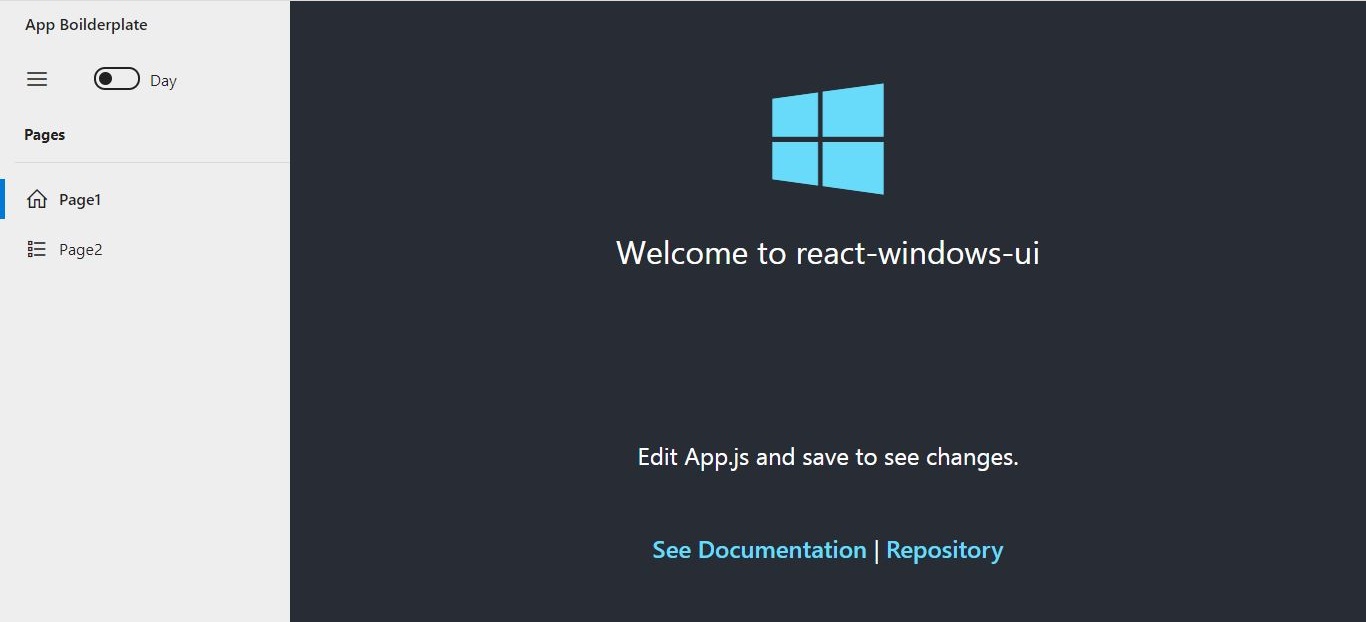 App Boilderplate
Day
Pages
Page1
Page2
Welcome to react-windows-ui
Edit App.js and save to see changes.
See Documentation | Repository